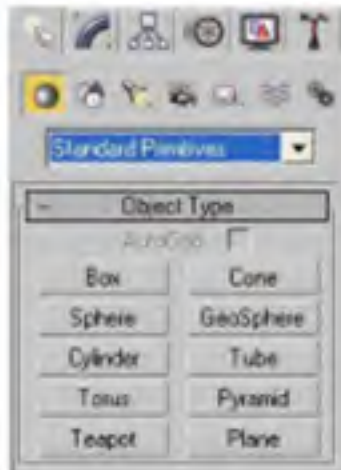 Standard Primitives
- Object Type
AutoGrid
Box Cone
Sphere GeoSphere
Cylinder Tube
Torus Pyramid
Teapot Plane